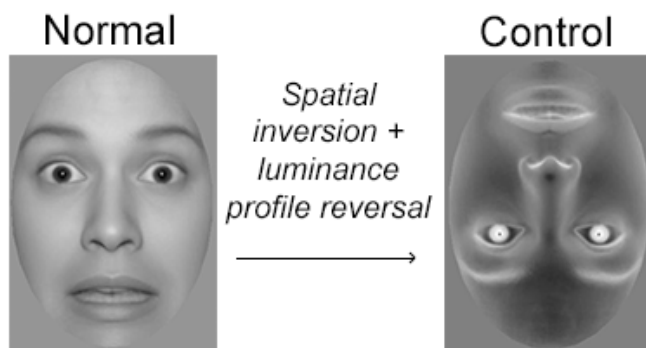 Normal
Control
Spatial
inversion +
luminance
profile reversal